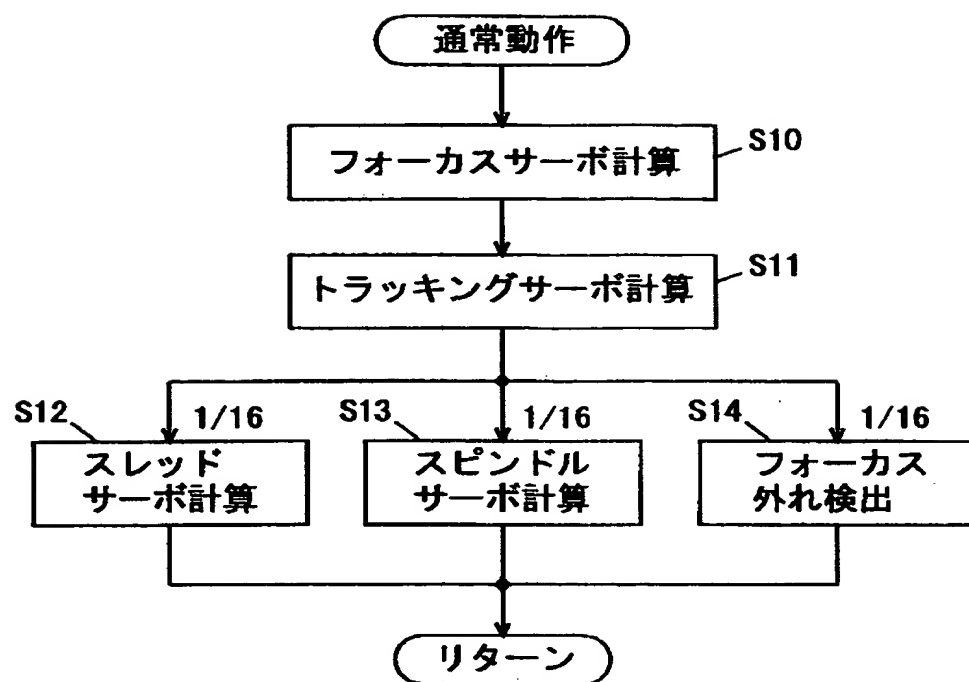 通常動作
フォーカスサーボ計算
S10
トラッキングサーボ計算
S11
S12
1/16
スレッド
サーボ計算
S13
1/16
スピンドル
サーボ計算
S14
1/16
フォーカス
外れ検出
リターン